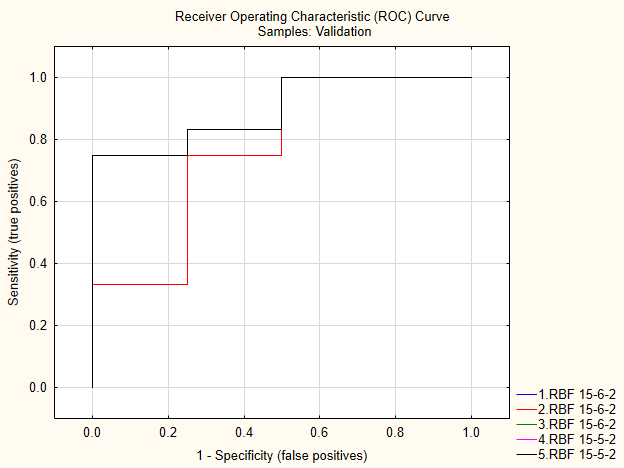 Receiver Operating Characteristic (ROC) Curve
Samples: Validation
Sensitivity (true positives)
1.0
0.8
0.6
0.4
0.2
0.0
0.0 0.2 0.4 0.6 0.8 1.0
1 - Specificity (false positives)
1.RBF 15-6-2
2.RBF 15-6-2
3.RBF 15-6-2
4.RBF 15-5-2
5.RBF 15-5-2